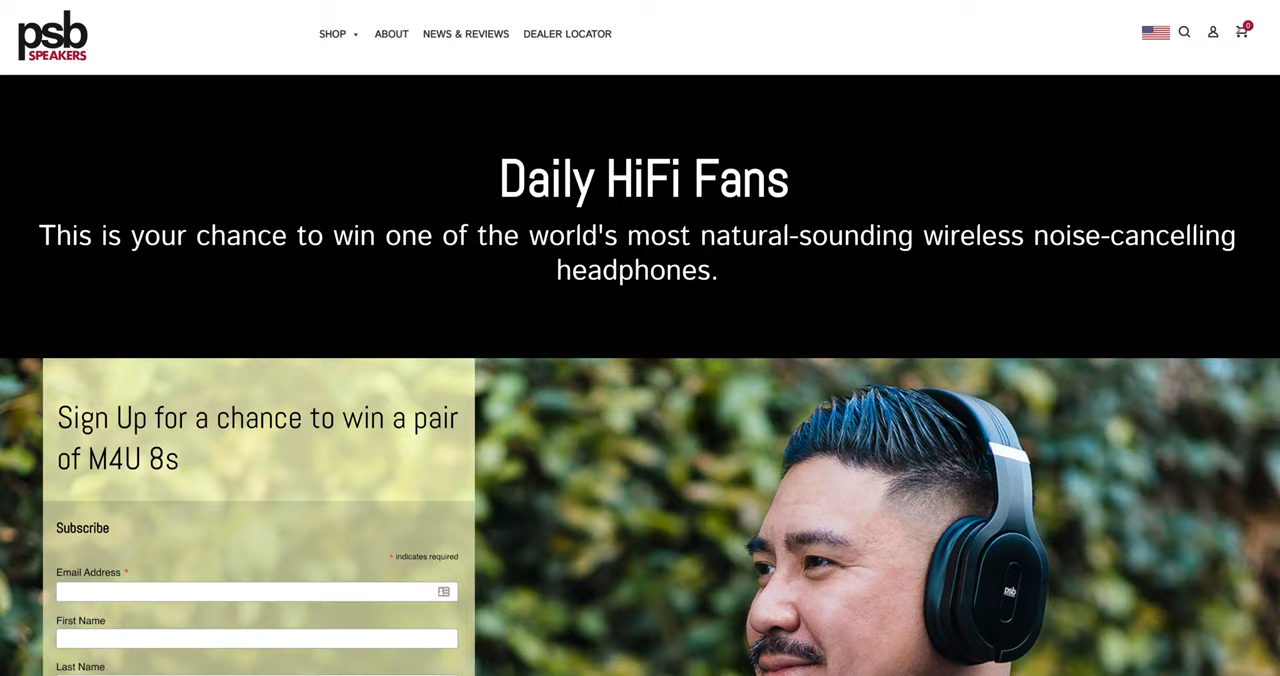 psb
SPEAKERS
SHOP ABOUT NEWS & REVIEWS DEALER LOCATOR
0
Daily HiFi Fans
This is your chance to win one of the world's most natural-sounding wireless noise-cancelling
headphones.
Sign Up for a chance to win a pair
of M4U 8s
Subscribe
* indicates required
Email Address *
First Name
Last Name
psb